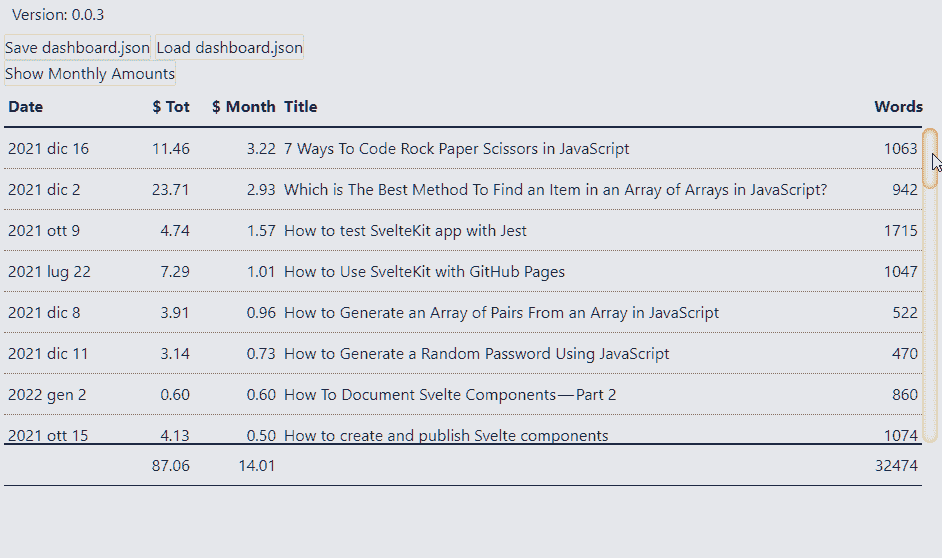 Version: 0.0.3
Save dashboard.json Load dashboard.json
Show Monthly Amounts
Date $ Tot $ Month Title Words
2021 dic 16 11.46 3.22 7 Ways To Code Rock Paper Scissors in JavaScript 1063
2021 dic 2 23.71 2.93 Which is The Best Method To Find an Item in an Array of Arrays in JavaScript? 942
2021 ott 9 4.74 1.57 How to test SvelteKit app with Jest 1715
2021 lug 22 7.29 1.01 How to Use SvelteKit with GitHub Pages 1047
2021 dic 8 3.91 0.96 How to Generate an Array of Pairs From an Array in JavaScript 522
2021 dic 11 3.14 0.73 How to Generate a Random Password Using JavaScript 470
2022 gen 2 0.60 0.60 How To Document Svelte Components — Part 2 860
2021 ott 15 4.13 0.50 How to create and publish Svelte components 1074
87.06 14.01 32474